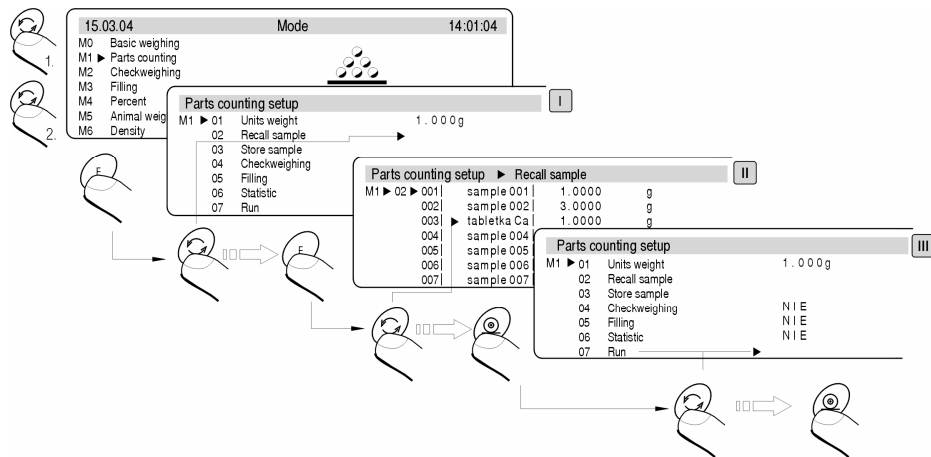 15.03.04 Mode 14:01:04
M0 Basic weighing
M1 ▶ Parts counting
M2 Checkweighing
M3 Filling
M4 Percent
M5 Animal weig
M6 Density
1.
2.
F
Parts counting setup
I
M1 ▶ 01 Units weight 1.000g
02 Recall sample ▶
03 Store sample
04 Checkweighing
05 Filling
06 Statistic
07 Run
F
Parts counting setup ▶ Recall sample
II
M1 ▶ 02 ▶ 001| sample 001| 1.0000 g
002| sample 002| 3.0000 g
003| ▶ tabletka Ca| 1.0000 g
004| sample 004|
005| sample 005|
006| sample 006|
007| sample 007|
Parts counting setup
III
M1 ▶ 01 Units weight 1.000g
02 Recall sample
03 Store sample
04 Checkweighing NIE
05 Filling NIE
06 Statistic NIE
07 Run ▶